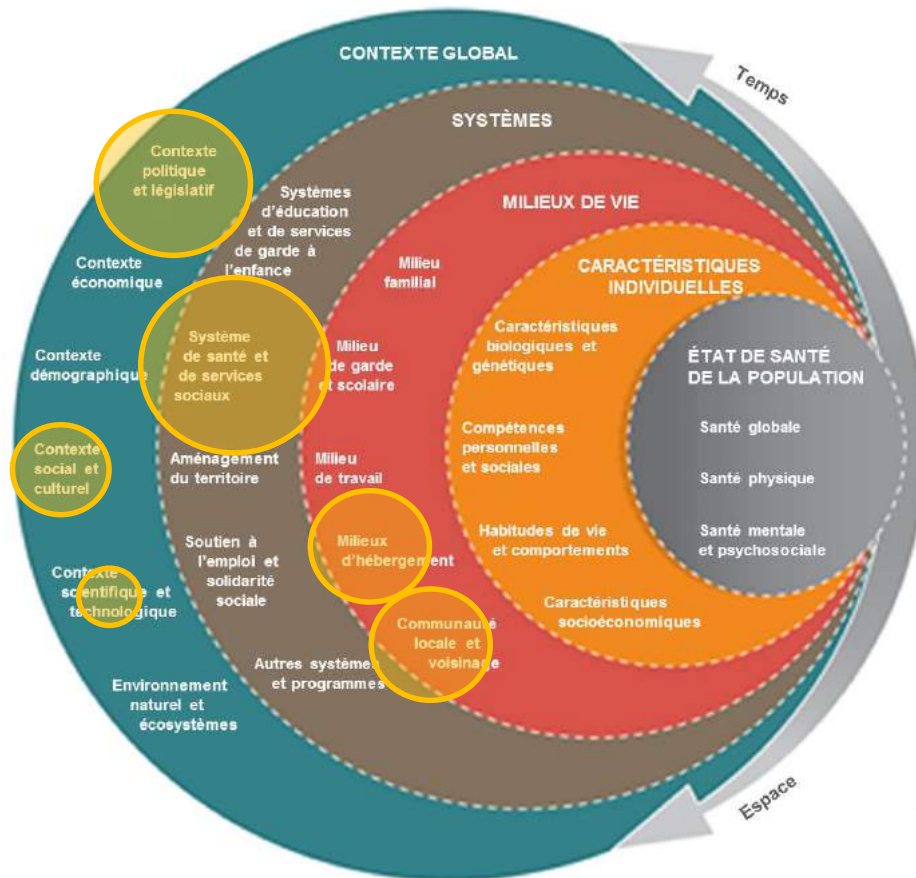 CONTEXTE GLOBAL
Temps
SYSTÈMES
Contexte
politique
et législatif
Systèmes
d'éducation
et de services
de garde à
l'enfance
MILIEUX DE VIE
Contexte
économique
Milieu
familial
CARACTÉRISTIQUES
INDIVIDUELLES
Système
de santé et
de services
sociaux
Caractéristiques
biologiques et
génétiques
Contexte
démographique
Milieu
de garde
et scolaire
ÉTAT DE SANTÉ
DE LA POPULATION
Santé globale
Contexte
social et
culturel
Aménagement
du territoire
Milieu
de travail
Compétences
personnelles
et sociales
Santé physique
Soutien à
l'emploi et
solidarité
sociale
Milieux
d'hébergement
Habitudes de vie
et comportements
Santé mentale
et psychosociale
Contexte
scientifique et
technologique
Communauté
locale et
voisinage
Caractéristiques
socioéconomiques
Autres systèmes
et programmes
Environnement
naturel et
écosystèmes
Espace